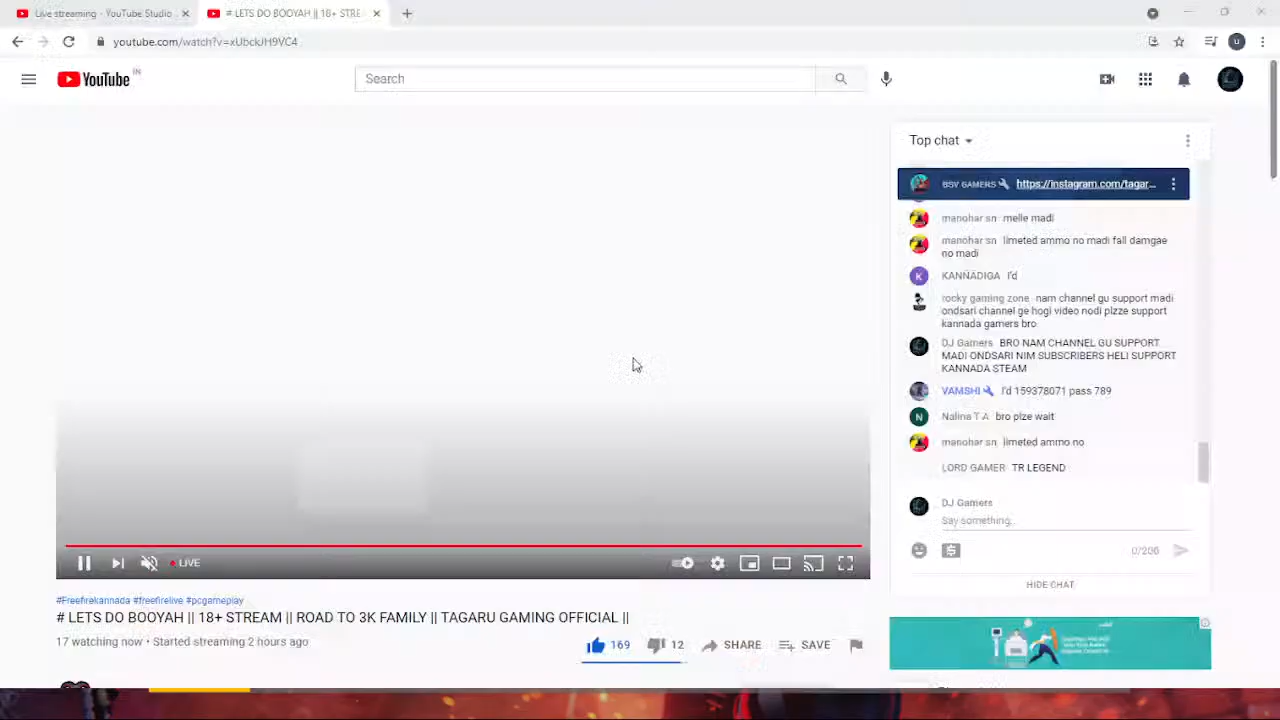 Live streaming - YouTube Studio
# LETS DO BOOYAH || 18+ STRE
youtube.com/watch?v=xUbckJH9VC4
u
YouTube IN
Search
Top chat
BSV GAMERS https://instagram.com/tagar...
manohar sn melle madi
manohar sn limeted ammo no madi fall damgae
no madi
K KANNADIGA I'd
rocky gaming zone nam channel gu support madi
ondsari channel ge hogi video nodi plzze support
kannada gamers bro
DJ Gamers BRO NAM CHANNEL GU SUPPORT
MADI ONDSARI NIM SUBSCRIBERS HELI SUPPORT
KANNADA STEAM
VAMSHI I'd 159378071 pass 789
N Nalina T A bro plze wait
manohar sn limeted ammo no
LORD GAMER TR LEGEND
DJ Gamers
Say something...
0/200
HIDE CHAT
LIVE
#Freefirekannada #freefirelive #pcgameplay
# LETS DO BOOYAH || 18+ STREAM || ROAD TO 3K FAMILY || TAGARU GAMING OFFICIAL ||
17 watching now • Started streaming 2 hours ago
169 12 SHARE SAVE